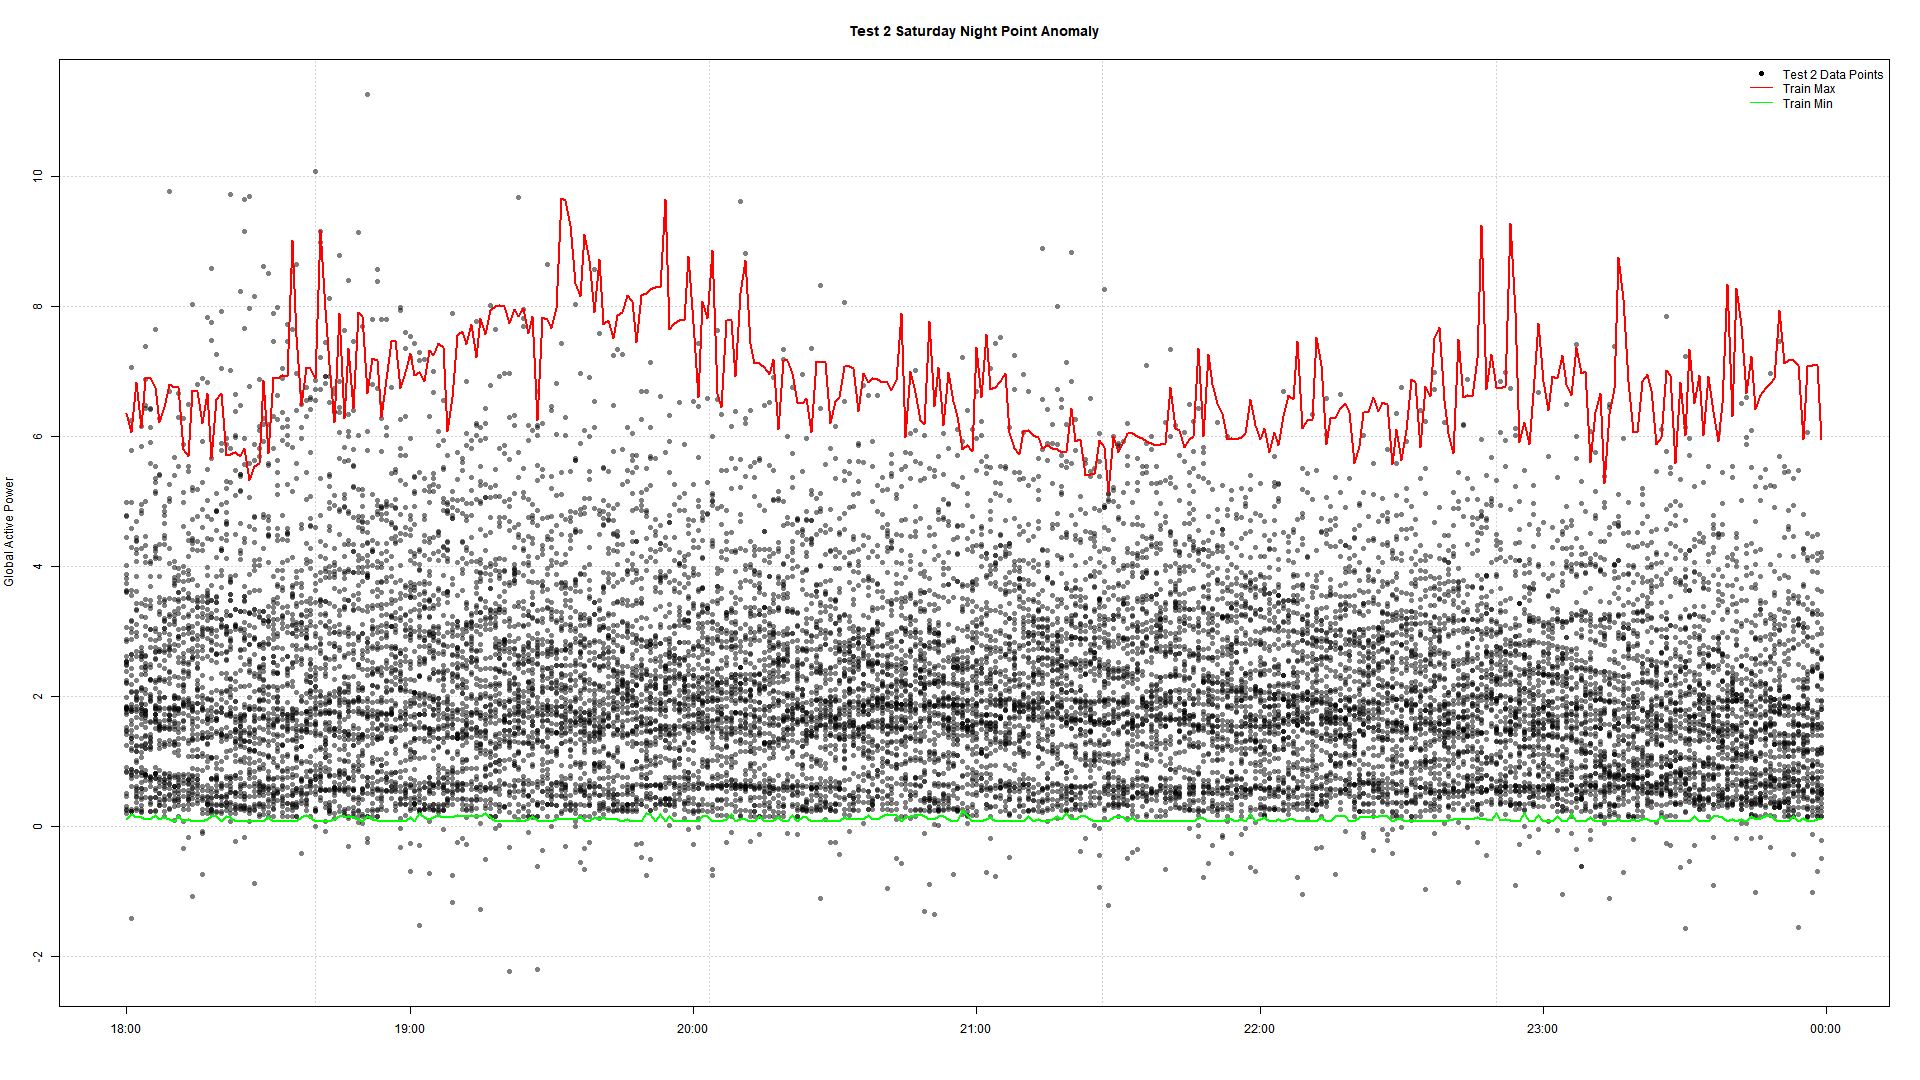 Test 2 Saturday Night Point Anomaly
Test 2 Data Points
Train Max
Train Min
Global Active Power
10
8
6
4
2
0
-2
18:00
19:00
20:00
21:00
22:00
23:00
00:00